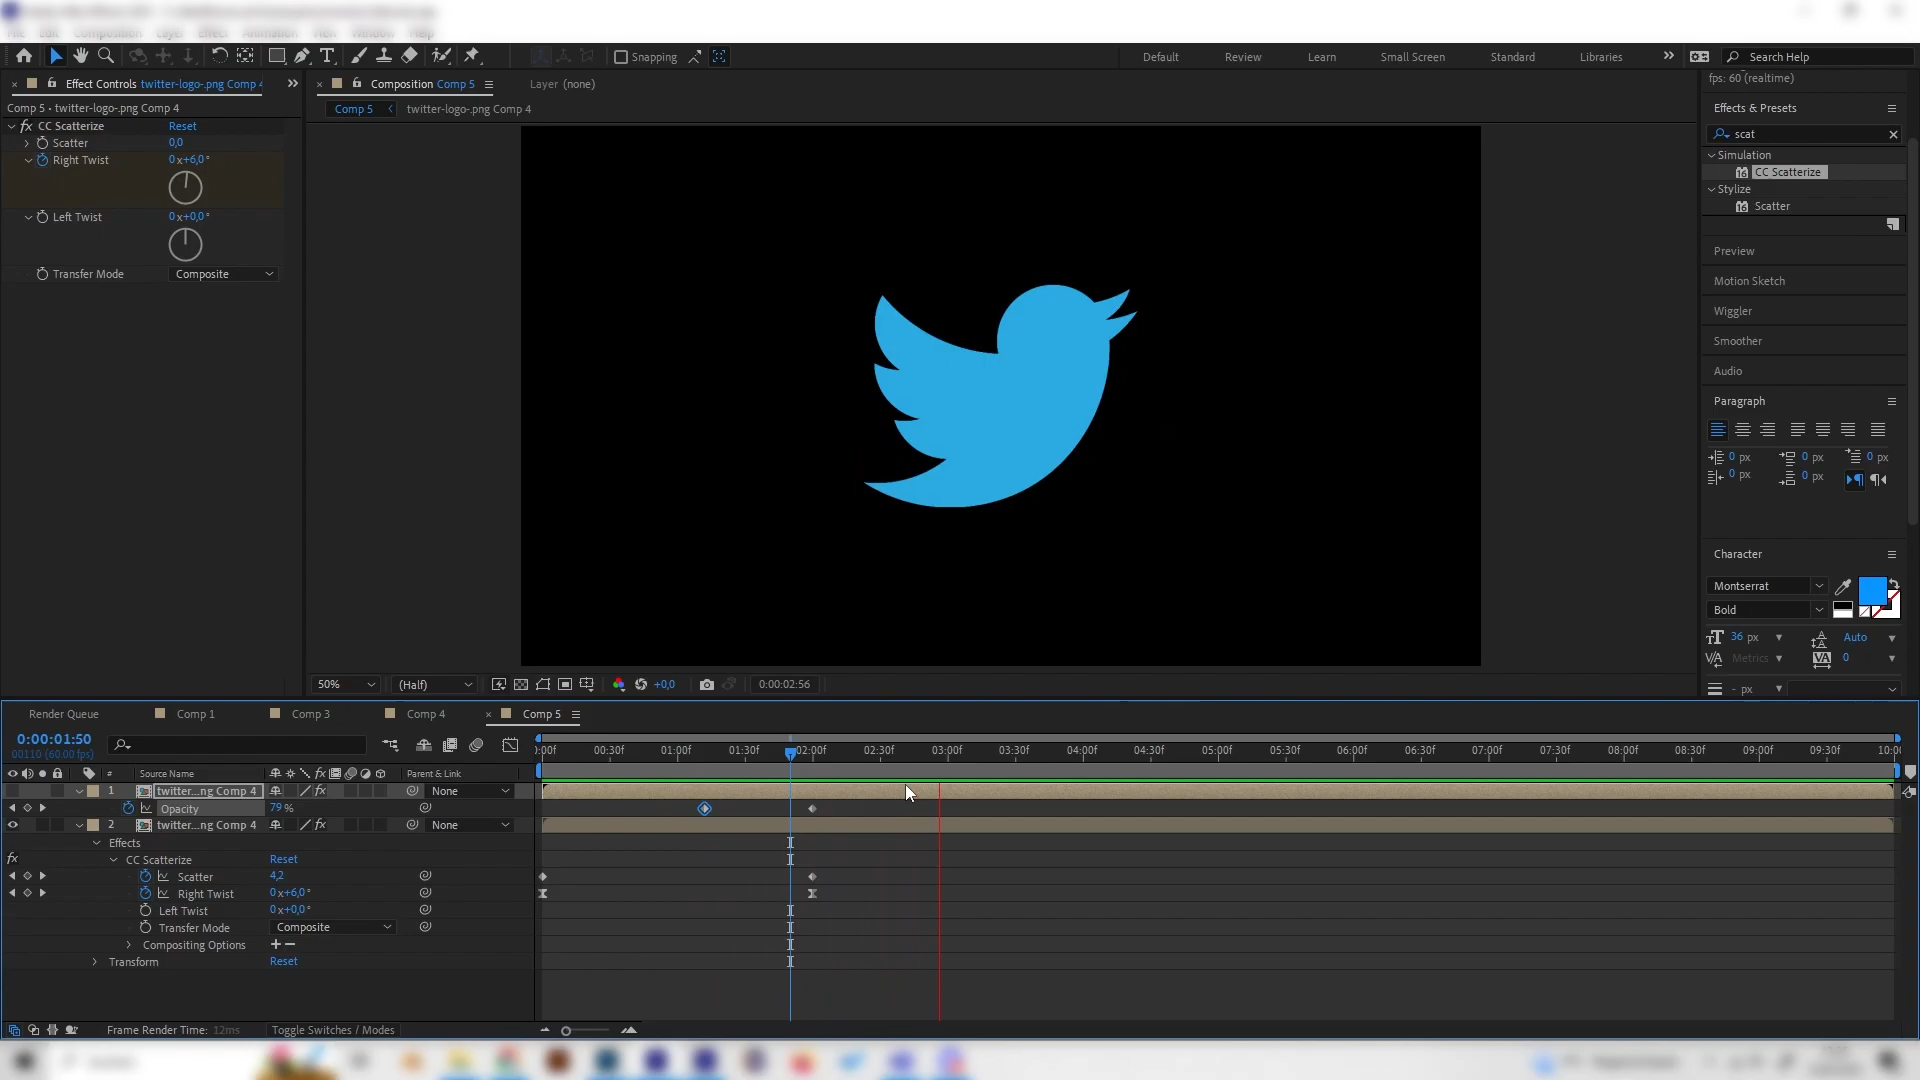 Snapping
Default
Review
Learn
Small Screen
Standard
Libraries
Search Help
Effect Controls twitter-logo-.png Comp 4
Composition Comp 5
Layer (none)
fps: 60 (realtime)
Comp 5 • twitter-logo-.png Comp 4
Comp 5
twitter-logo-.png Comp 4
Effects & Presets
fx CC Scatterize Reset
Scatter 0,0
Right Twist 0x+6,0°
Left Twist 0x+0,0°
Transfer Mode Composite
scat
Simulation
CC Scatterize
Stylize
Scatter
Preview
Motion Sketch
Wiggler
Smoother
Audio
Paragraph
0 px 0 px 0 px
0 px 0 px
Character
Montserrat
Bold
36 px Auto
Metrics 0
- px
50% (Half) +0,0 0:00:02:56
Render Queue Comp 1 Comp 3 Comp 4 Comp 5
0:00:01:50
00110 (60.00 fps)
:00f 00:30f 01:00f 01:30f 02:00f 02:30f 03:00f 03:30f 04:00f 04:30f 05:00f 05:30f 06:00f 06:30f 07:00f 07:30f 08:00f 08:30f 09:00f 09:30f 10:0
# Source Name Parent & Link
1 twitter...ng Comp 4 None
Opacity 79 %
2 twitter...ng Comp 4 None
Effects
fx CC Scatterize Reset
Scatter 4,2
Right Twist 0x+6,0°
Left Twist 0x+0,0°
Transfer Mode Composite
Compositing Options + –
Transform Reset
Frame Render Time: 12ms Toggle Switches / Modes